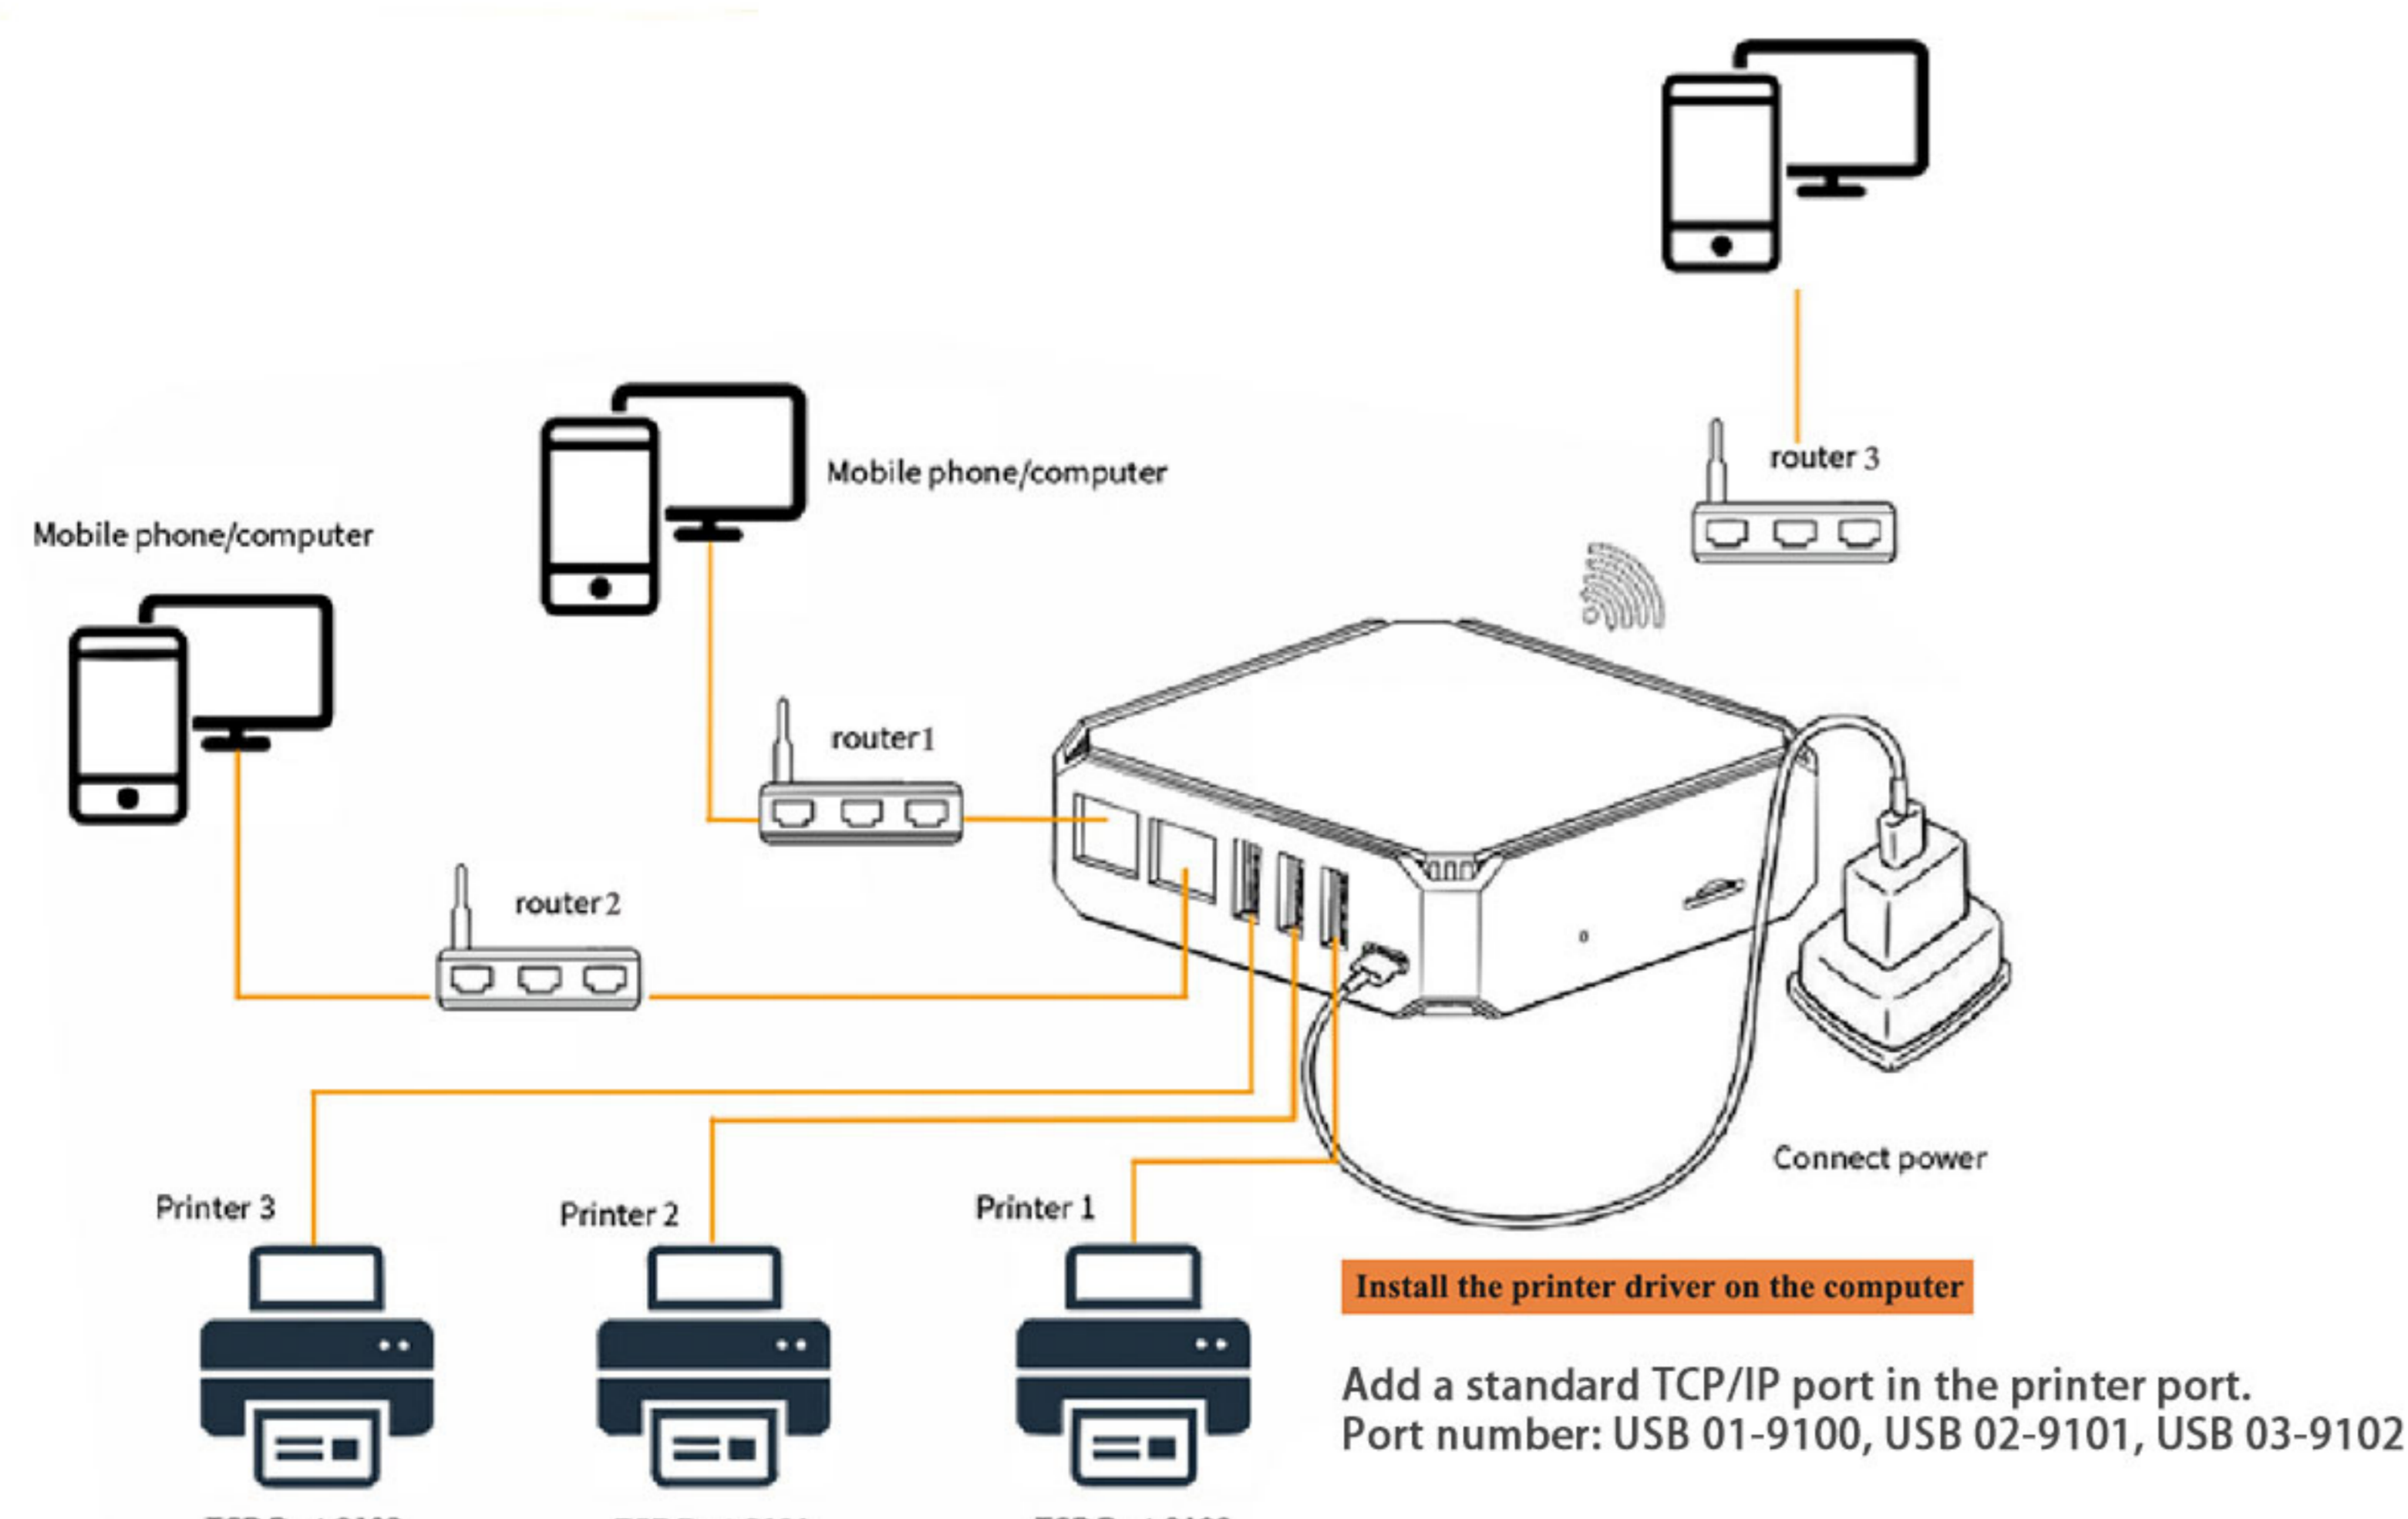 router 3
Mobile phone/computer
Mobile phone/computer
router1
router2
Connect power
Printer 3
Printer 2
Printer 1
Install the printer driver on the computer
Add a standard TCP/IP port in the printer port.
Port number: USB 01-9100, USB 02-9101, USB 03-9102